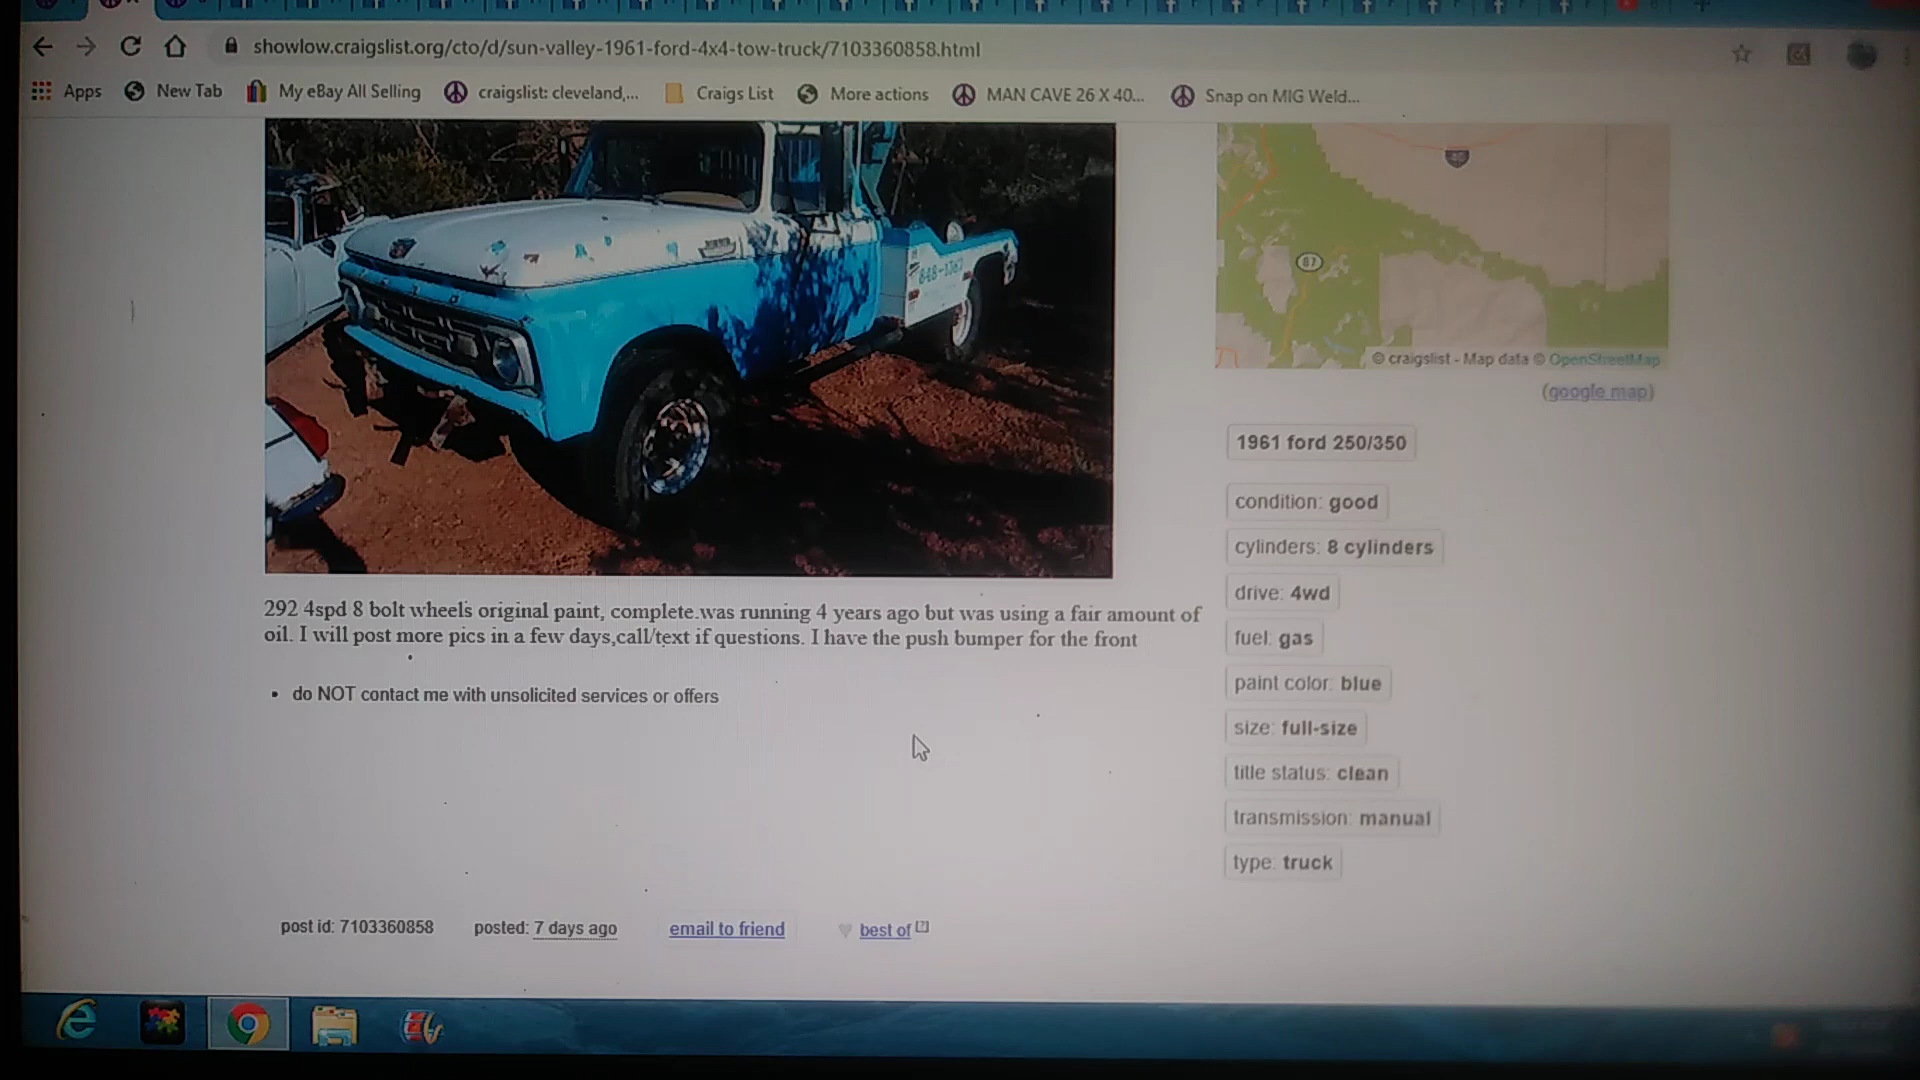 showlow.craigslist.org/cto/d/sun-valley-1961-ford-4x4-tow-truck/7103360858.html
Apps New Tab My eBay All Selling craigslist: cleveland,... Craigs List More actions MAN CAVE 26 X 40... Snap on MIG Weld...
40
87
848-1767
© craigslist - Map data © OpenStreetMap
(google map)
1961 ford 250/350
condition: good
cylinders: 8 cylinders
drive: 4wd
fuel: gas
paint color: blue
size: full-size
title status: clean
transmission: manual
type: truck
292 4spd 8 bolt wheels original paint, complete.was running 4 years ago but was using a fair amount of
oil. I will post more pics in a few days,call/text if questions. I have the push bumper for the front
• do NOT contact me with unsolicited services or offers
post id: 7103360858 posted: 7 days ago email to friend best of [?]